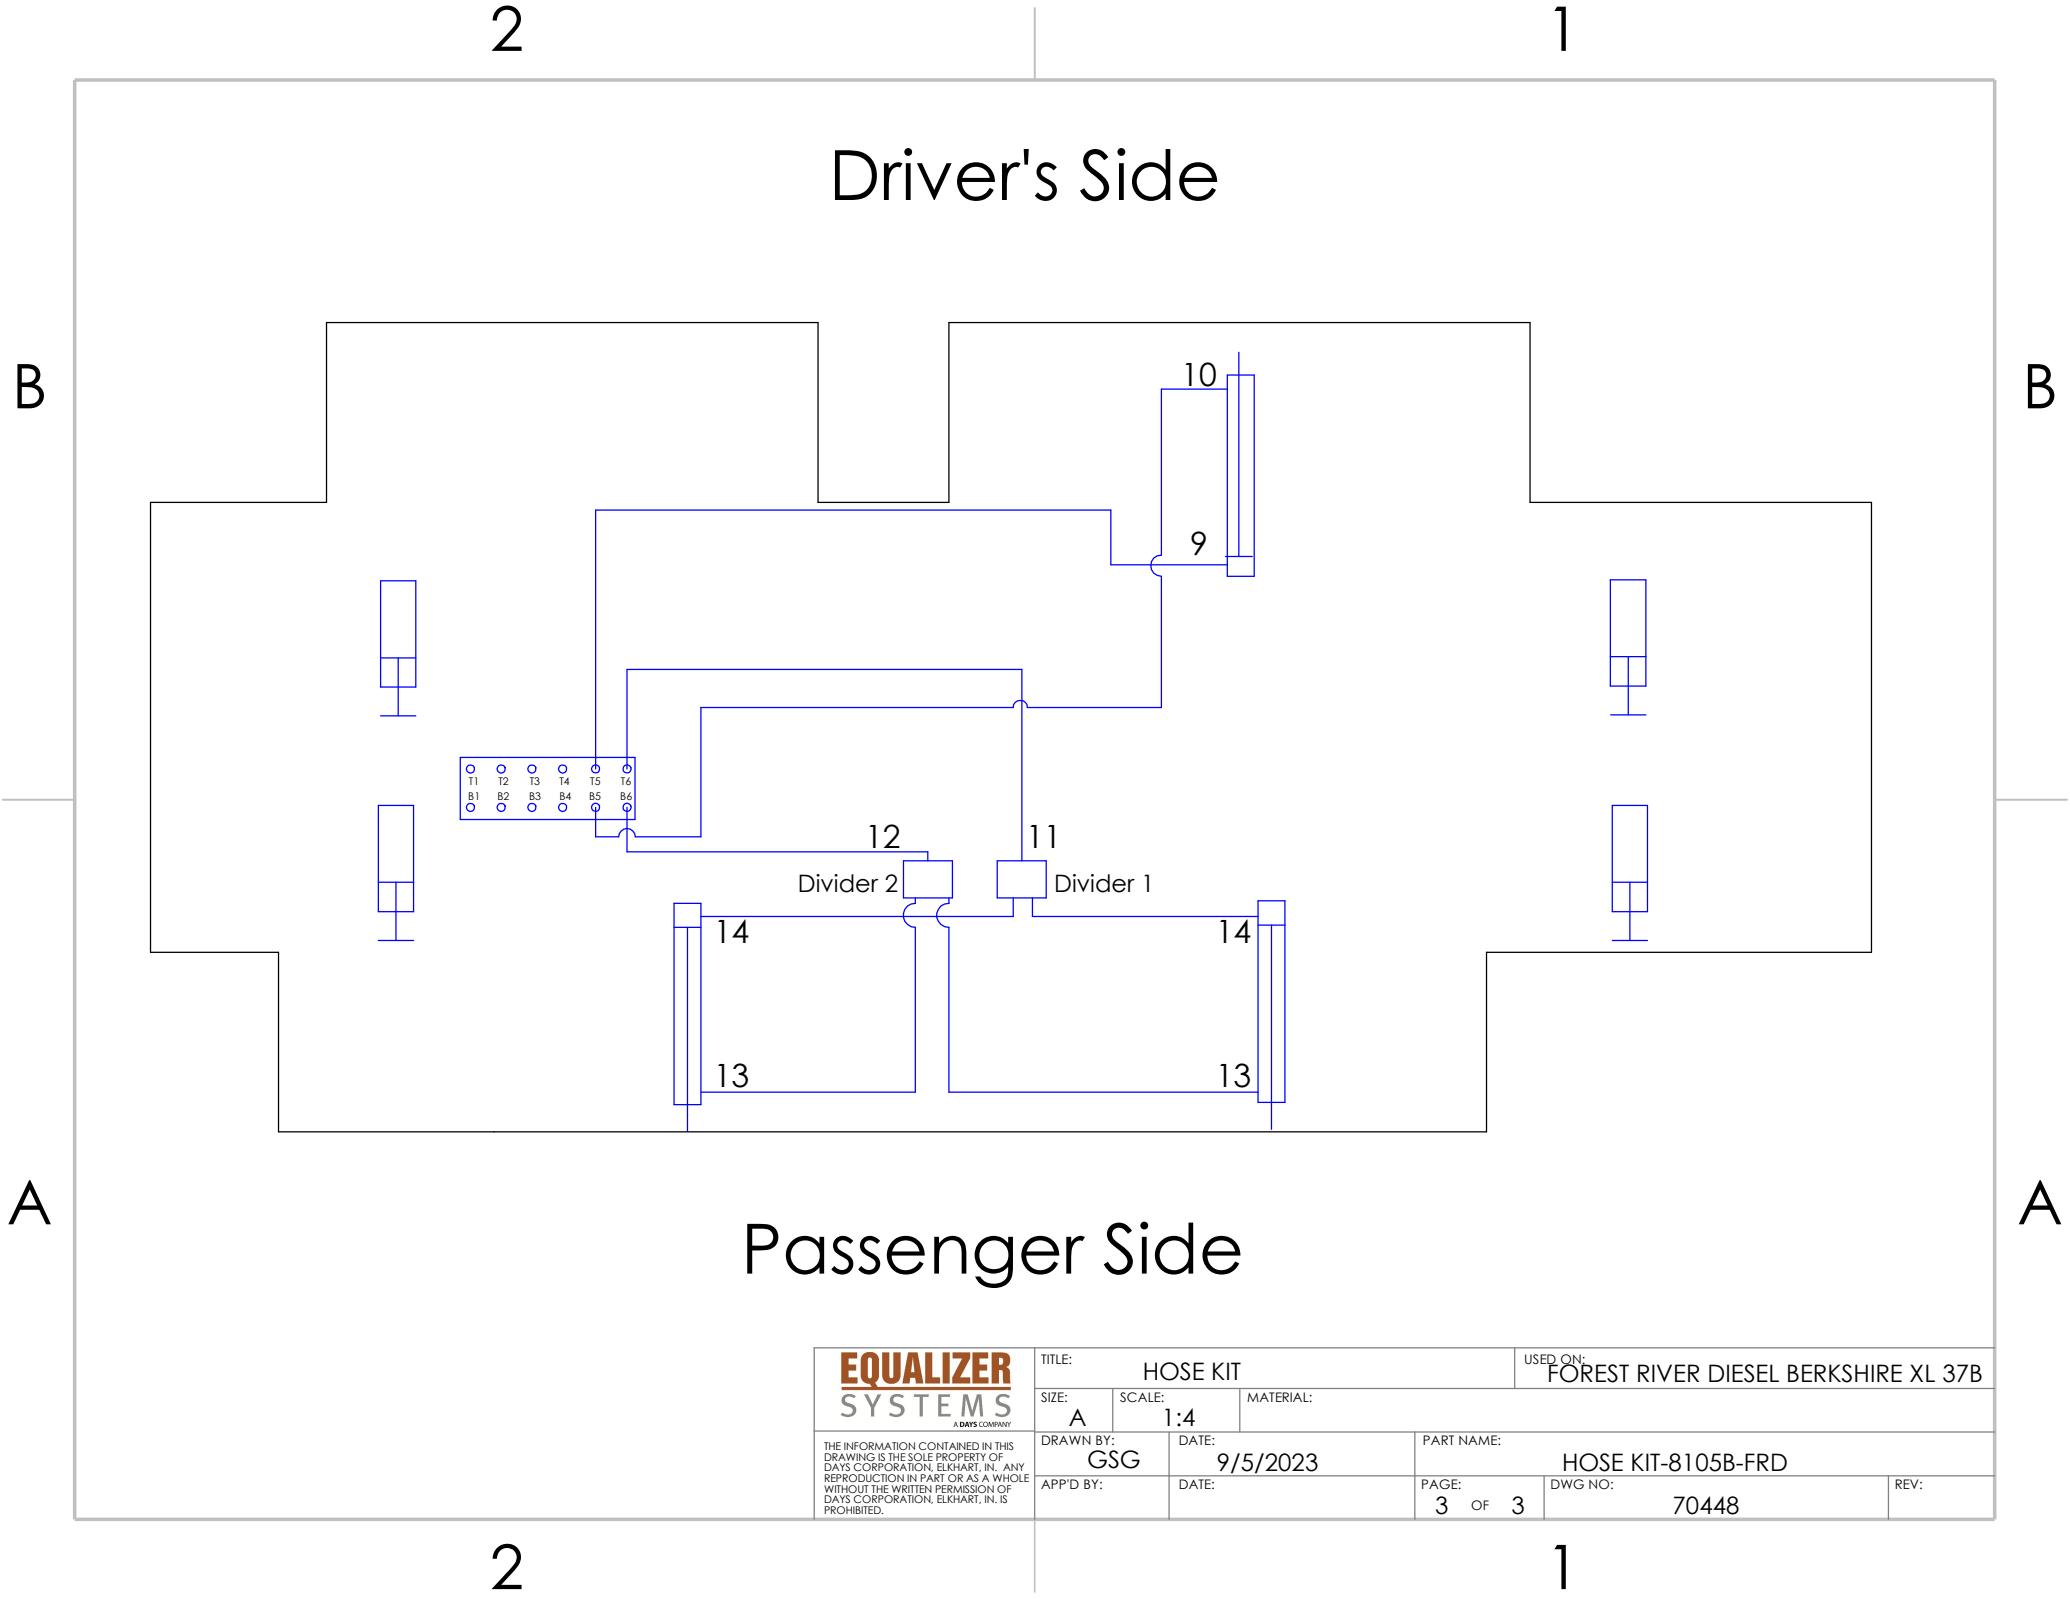 2 1
Driver's Side
B B
10
9
T1 T2 T3 T4 T5 T6
B1 B2 B3 B4 B5 B6
12 11
Divider 2 Divider 1
14 14
13 13
A A
Passenger Side
EQUALIZER
SYSTEMS
A DAYS COMPANY
THE INFORMATION CONTAINED IN THIS
DRAWING IS THE SOLE PROPERTY OF
DAYS CORPORATION, ELKHART, IN. ANY
REPRODUCTION IN PART OR AS A WHOLE
WITHOUT THE WRITTEN PERMISSION OF
DAYS CORPORATION, ELKHART, IN. IS
PROHIBITED.
TITLE: HOSE KIT
USED ON: FOREST RIVER DIESEL BERKSHIRE XL 37B
SIZE: A
SCALE: 1:4
MATERIAL:
DRAWN BY: GSG
DATE: 9/5/2023
PART NAME: HOSE KIT-8105B-FRD
APP'D BY:
DATE:
PAGE: 3 OF 3
DWG NO: 70448
REV:
2 1